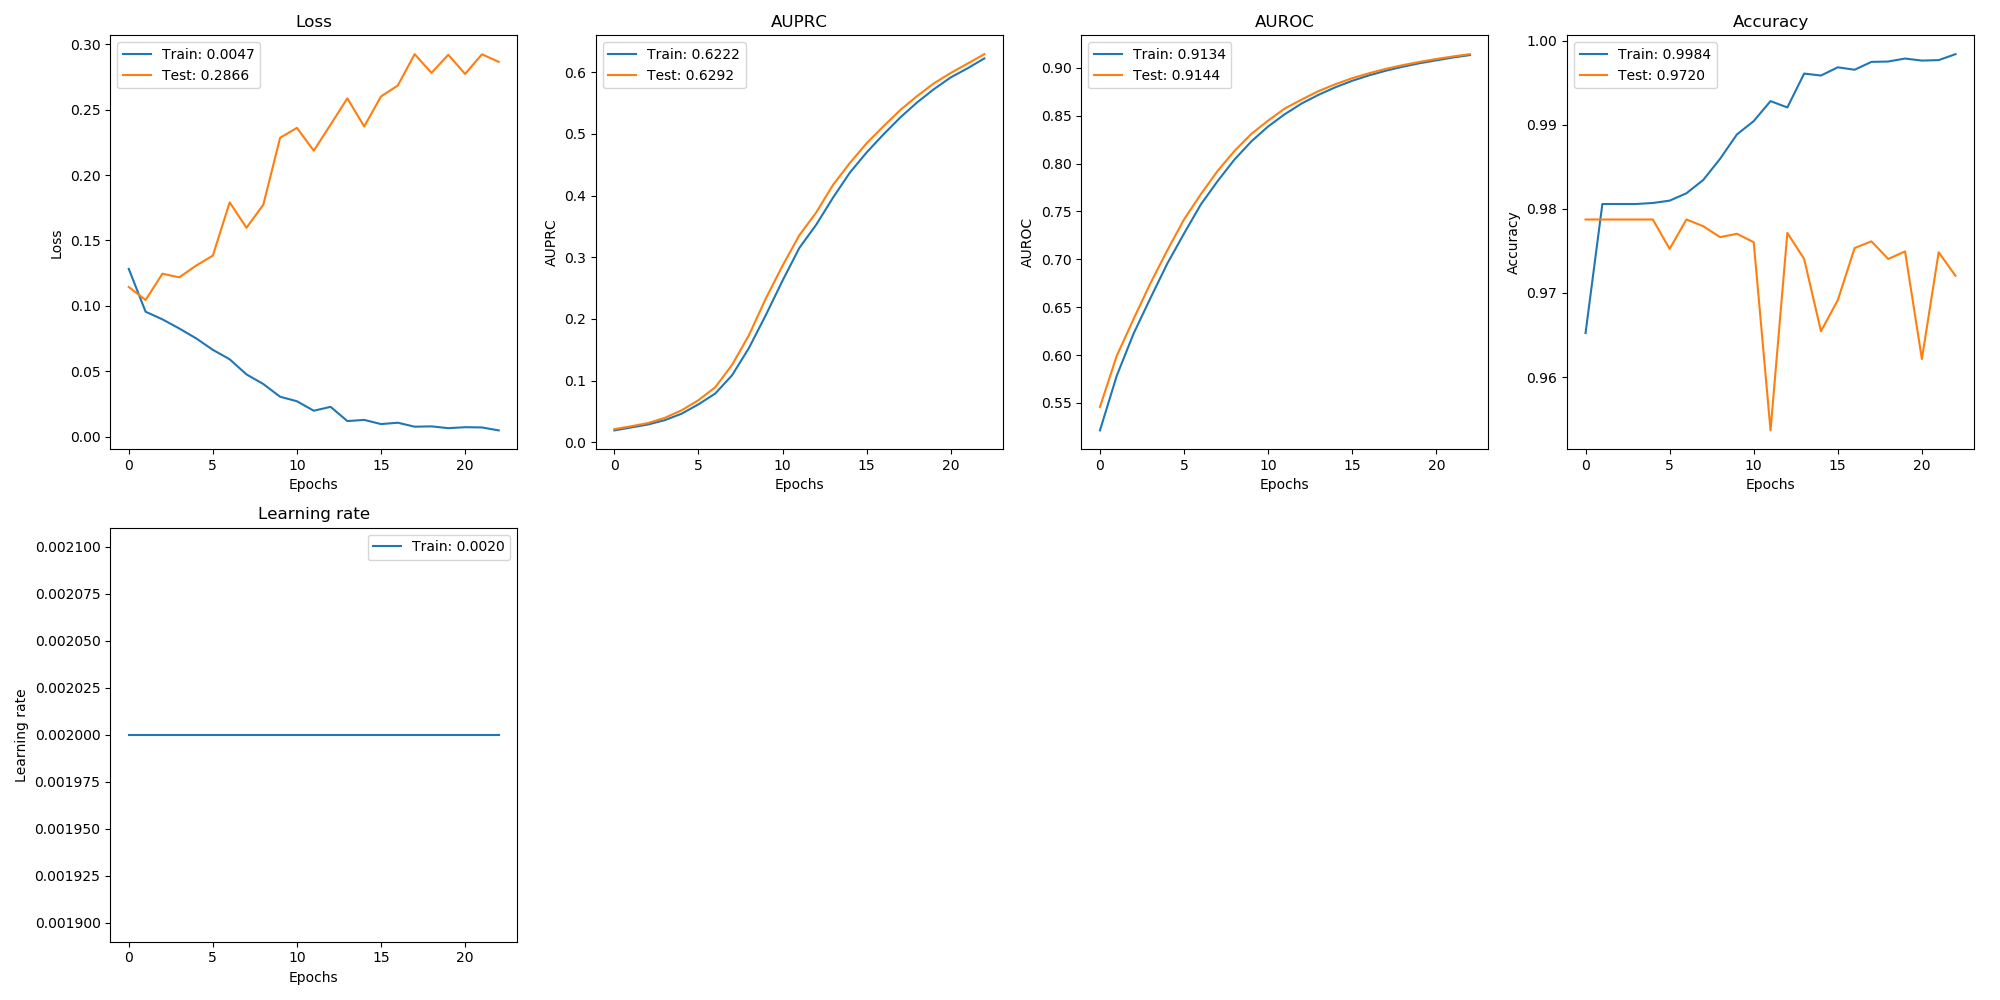 Loss
Train: 0.0047
Test: 0.2866
0.30
0.25
0.20
0.15
0.10
0.05
0.00
Loss
0 5 10 15 20
Epochs
AUPRC
Train: 0.6222
Test: 0.6292
0.6
0.5
0.4
0.3
0.2
0.1
0.0
AUPRC
0 5 10 15 20
Epochs
AUROC
Train: 0.9134
Test: 0.9144
0.90
0.85
0.80
0.75
0.70
0.65
0.60
0.55
AUROC
0 5 10 15 20
Epochs
Accuracy
Train: 0.9984
Test: 0.9720
1.00
0.99
0.98
0.97
0.96
Accuracy
0 5 10 15 20
Epochs
Learning rate
Train: 0.0020
0.002100
0.002075
0.002050
0.002025
0.002000
0.001975
0.001950
0.001925
0.001900
Learning rate
0 5 10 15 20
Epochs